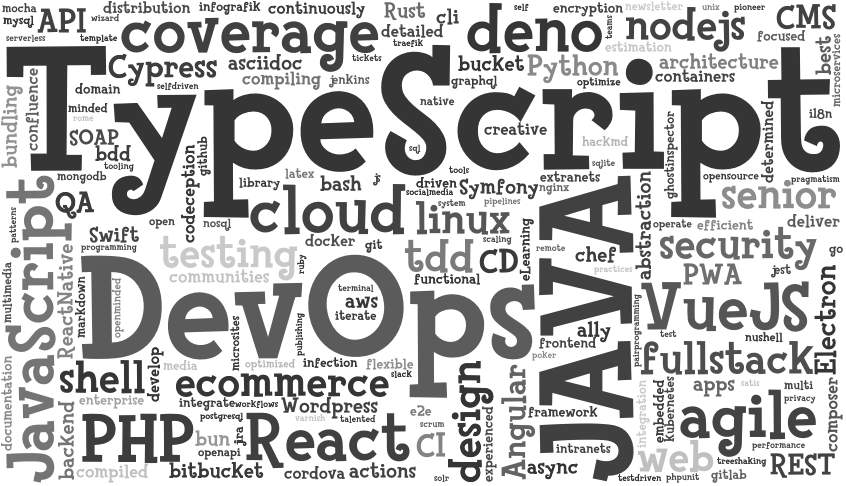 mocha
wizard
distribution
infografik
continuously
Rust
cli
self
encryption
newsletter
unix
pioneer
mysql
API
coverage
detailed
deno
teams
nodejs
CMS
serverless
template
traefik
estimation
focused
best
microservices
Cypress
asciidoc
tickets
bucket
Python
architecture
TypeScript
compiling
jenkins
graphql
optimize
containers
bundling
confluence
domain
selfdriven
native
minded
rome
creative
hackmd
ghostinspector
determined
i18n
SOAP
bdd
tooling
codeception
github
sql
sqlite
mongodb
library
latex
js
tools
driven
socialmedia
Symfony
extranets
nginx
opensource
pragmatism
bash
QA
open
nosql
cloud
system
pipelines
linux
scaling
abstraction
senior
patterns
JavaScript
Swift
programming
docker
git
tdd
CD
eLearning
remote
chef
JAVA
operate
efficient
deliver
security
go
testing
communities
ruby
functional
practices
PWA
jest
multimedia
ReactNative
markdown
openminded
DevOps
terminal
aws
iterate
ally
VueJS
Electron
microsites
publishing
pairprogramming
test
nushell
frontend
poker
fullstack
documentation
shell
develop
media
optimized
infection
flexible
slack
enterprise
ecommerce
design
Angular
apps
satis
multi
privacy
composer
integrate
workflows
Wordpress
e2e
framework
integration
embedded
Kubernetes
agile
backend
PHP
postgresql
varnish
talented
scrum
bun
jira
React
CI
experienced
openapi
intranets
performance
compiled
bitbucket
cordova
actions
solr
async
web
treeshaking
REST
testdriven
phpunit
gitlab